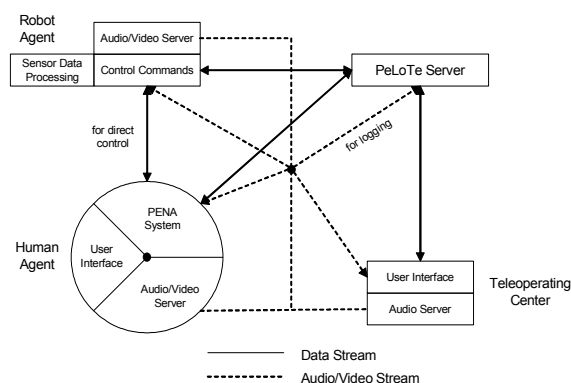 Robot
Agent
Audio/Video Server
Sensor Data
Processing
Control Commands
PeLoTe Server
for direct
control
for logging
PENA
System
Human
Agent
User
Interface
Audio/Video
Server
User Interface
Audio Server
Teleoperating
Center
Data Stream
Audio/Video Stream